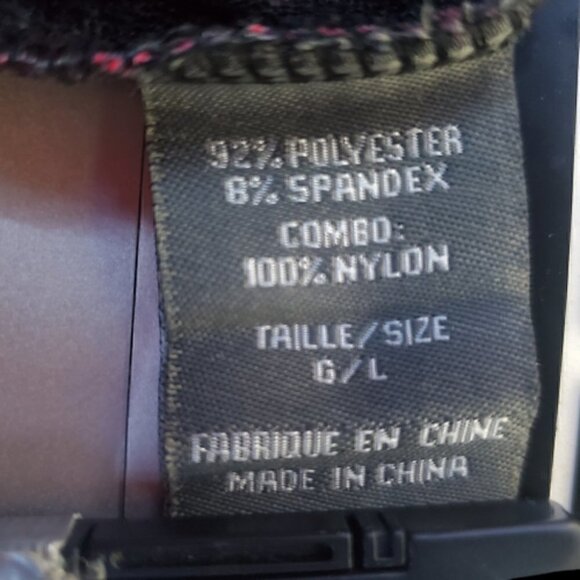 92% POLYESTER
8% SPANDEX
COMBO:
100% NYLON
TAILLE/SIZE
G/L
FABRIQUE EN CHINE
MADE IN CHINA